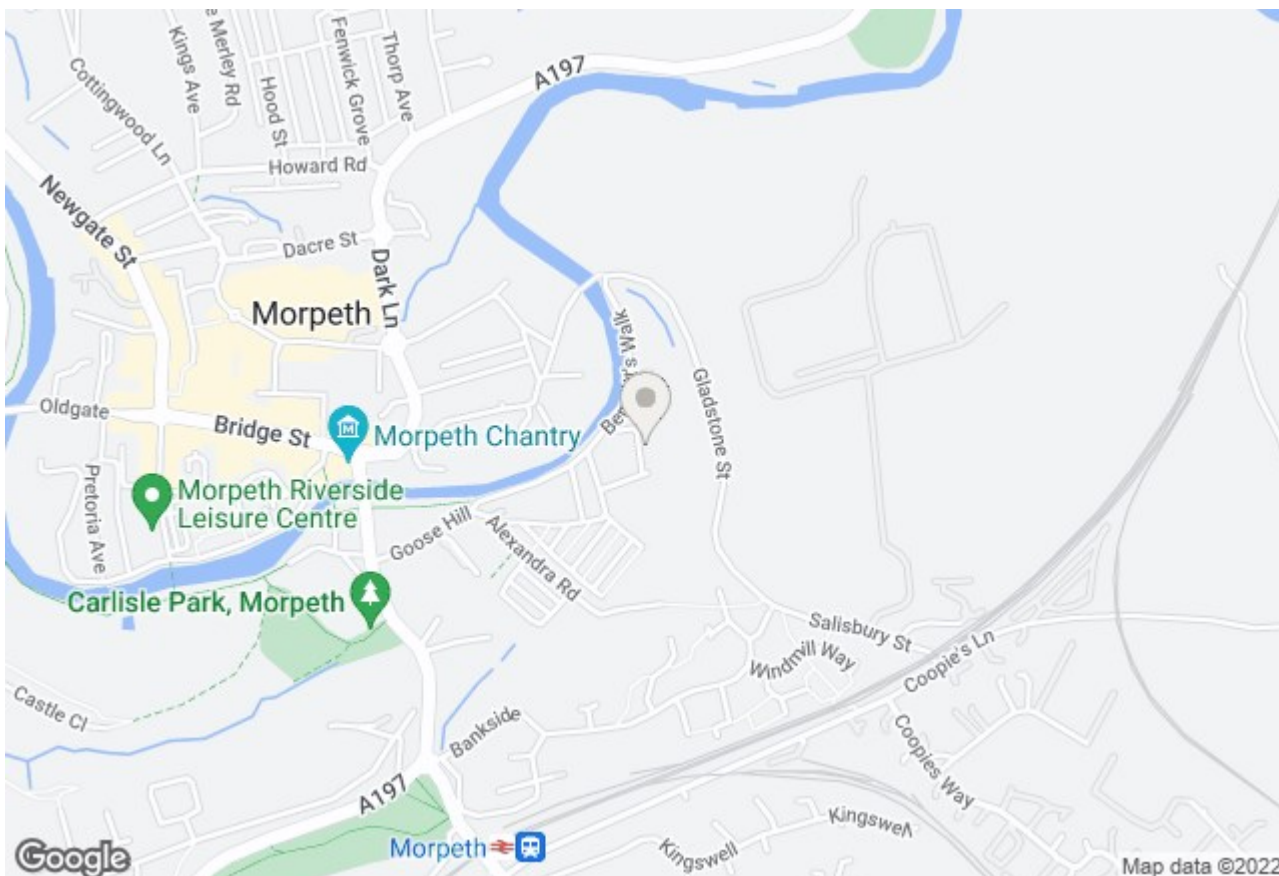 e Merley Rd
Kings Ave
Cottingwood Ln
Hood St
Fenwick Grove
Thorp Ave
A197
Howard Rd
Newgate St
Dacre St
Dark Ln
Morpeth
s Walk
Gladstone St
Oldgate
Bridge St
Morpeth Chantry
Pretoria Ave
Morpeth Riverside
Leisure Centre
Goose Hill
Alexandra Rd
Carlisle Park, Morpeth
Salisbury St
Windmill Way
Coopie's Ln
Castle Cl
Bankside
Coopies Way
A197
Kingswell
Morpeth
Kingswell
Google
Map data ©2022